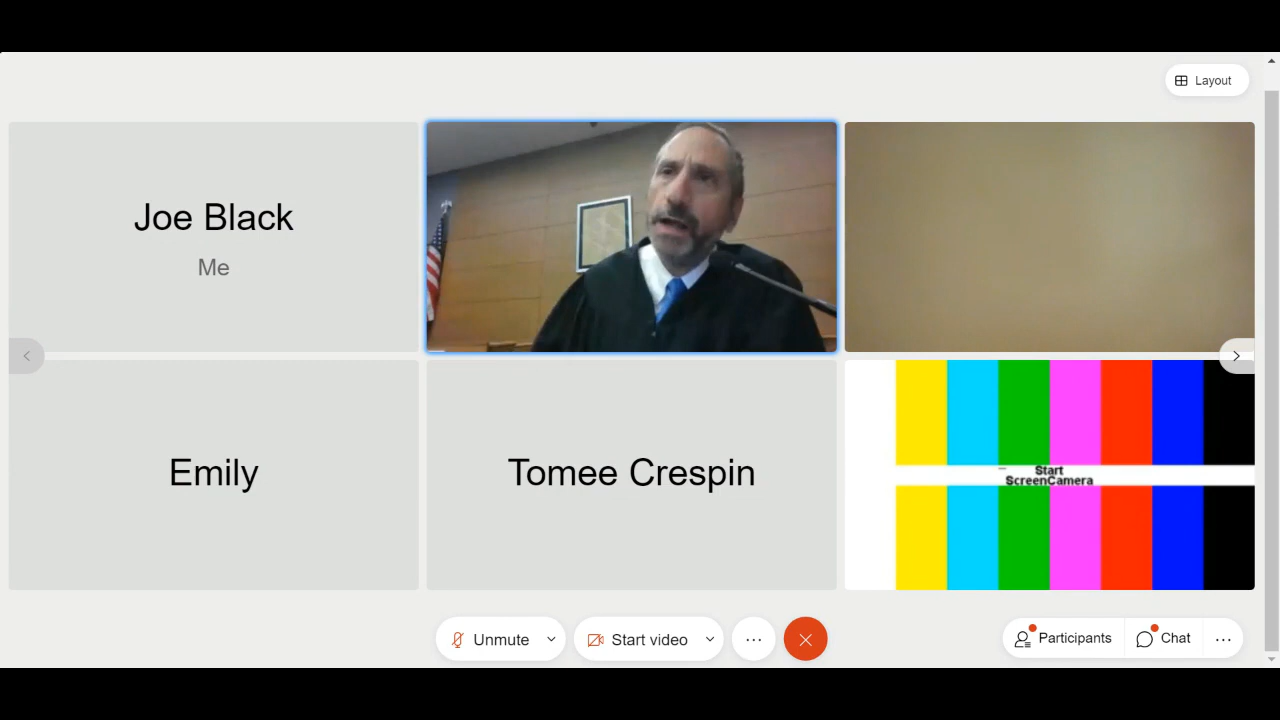 Layout
Joe Black
Me
Emily
Tomee Crespin
Start
ScreenCamera
Unmute
Start video
Participants
Chat